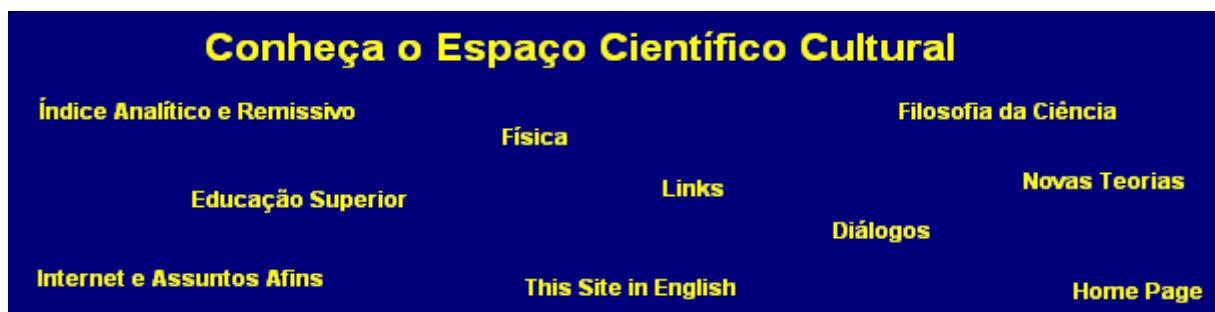 Conheça o Espaço Científico Cultural
Índice Analítico e Remissivo
Filosofia da Ciência
Física
Novas Teorias
Links
Educação Superior
Diálogos
Internet e Assuntos Afins
This Site in English
Home Page